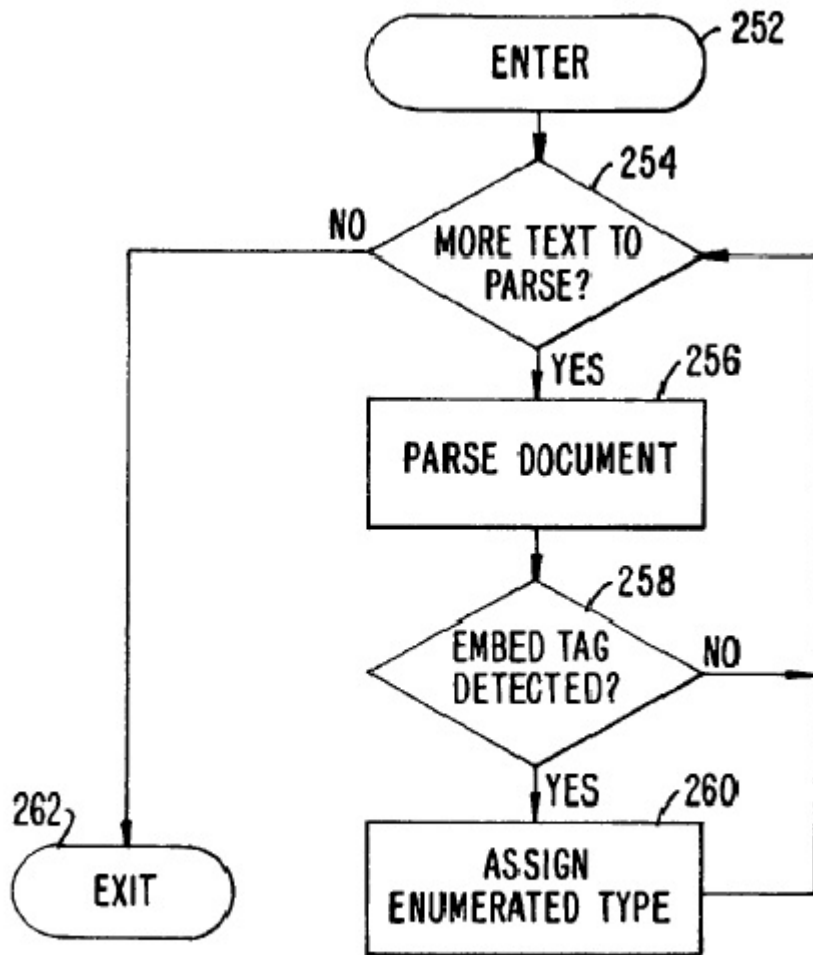 252
ENTER
254
NO
MORE TEXT TO
PARSE?
YES
256
PARSE DOCUMENT
258
EMBED TAG
DETECTED?
NO
YES
260
262
ASSIGN
ENUMERATED TYPE
EXIT